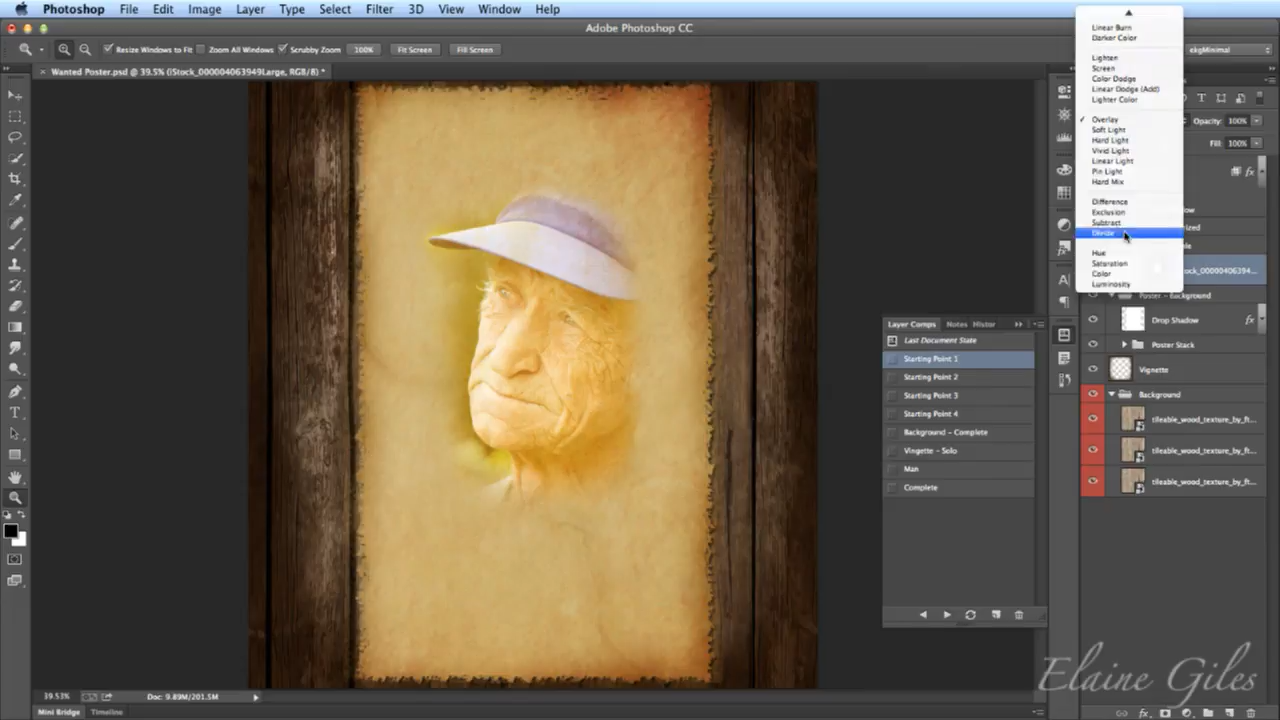 Photoshop File Edit Image Layer Type Select Filter 3D View Window Help
Adobe Photoshop CC
Resize Windows to Fit Zoom All Windows Scrubby Zoom 100% Fit Screen Fill Screen
ekgMinimal
Wanted Poster.psd @ 39.5% (iStock_000004063949Large, RGB/8) *
Linear Burn
Darker Color
Lighten
Screen
Color Dodge
Linear Dodge (Add)
Lighter Color
Overlay
Soft Light
Hard Light
Vivid Light
Linear Light
Pin Light
Hard Mix
Difference
Exclusion
Subtract
Divide
Hue
Saturation
Color
Luminosity
Opacity: 100%
Fill: 100%
tock_00000406394...
Poster - Background
Drop Shadow fx
Poster Stack
Vignette
Background
tileable_wood_texture_by_ft...
tileable_wood_texture_by_ft...
tileable_wood_texture_by_ft...
Layer Comps Notes Histor
Last Document State
Starting Point 1
Starting Point 2
Starting Point 3
Starting Point 4
Background - Complete
Vingette - Solo
Man
Complete
Elaine Giles
39.53% Doc: 9.89M/201.5M
Mini Bridge Timeline